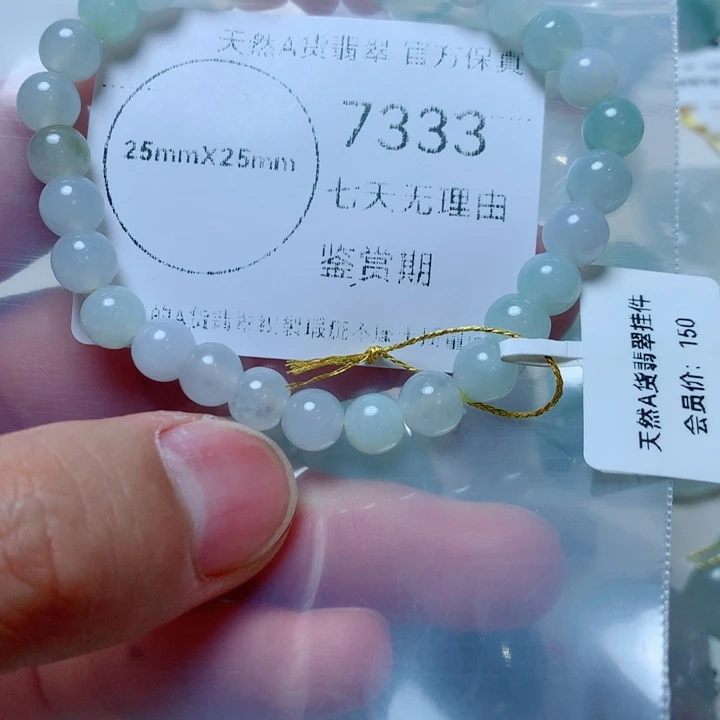 天然A货翡翠 官方保真
25mmX25mm
7333
七天无理由
鉴赏期
天然A货翡翠挂件
会员价：150